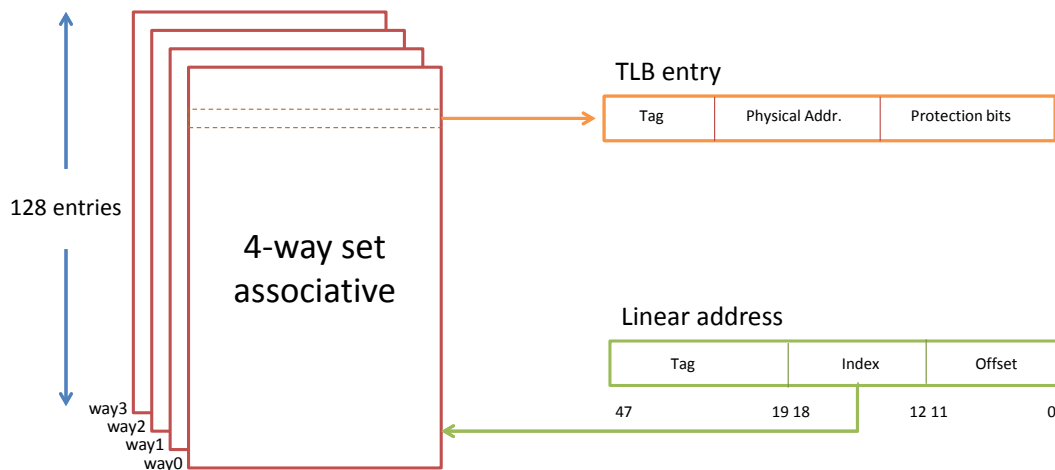 TLB entry
Tag Physical Addr. Protection bits
128 entries
4-way set
associative
Linear address
Tag Index Offset
47 19 18 12 11 0
way3
way2
way1
way0